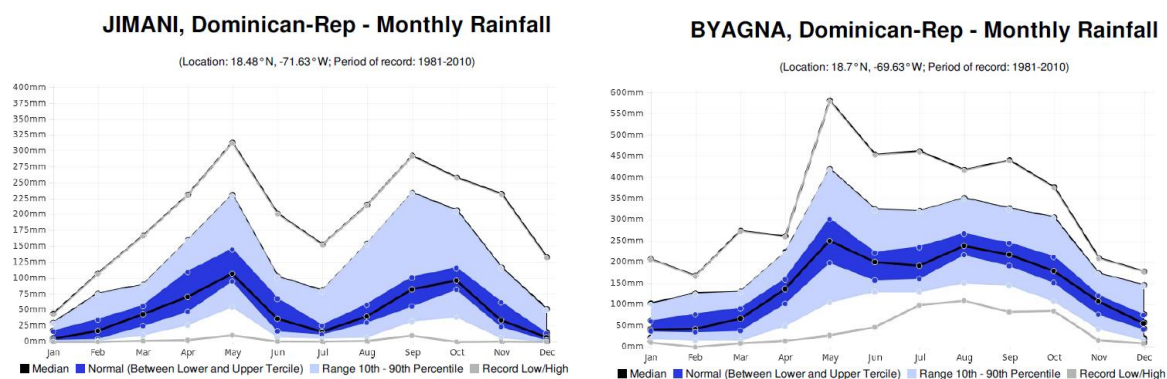 JIMANI, Dominican-Rep - Monthly Rainfall
(Location: 18.48°N, -71.63°W; Period of record: 1981-2010)
400mm
375mm
350mm
325mm
300mm
275mm
250mm
225mm
200mm
175mm
150mm
125mm
100mm
75mm
50mm
25mm
0mm
Jan Feb Mar Apr May Jun Jul Aug Sep Oct Nov Dec
Median Normal (Between Lower and Upper Tercile) Range 10th - 90th Percentile Record Low/High
BYAGNA, Dominican-Rep - Monthly Rainfall
(Location: 18.7°N, -69.63°W; Period of record: 1981-2010)
600mm
550mm
500mm
450mm
400mm
350mm
300mm
250mm
200mm
150mm
100mm
50mm
0mm
Jan Feb Mar Apr May Jun Jul Aug Sep Oct Nov Dec
Median Normal (Between Lower and Upper Tercile) Range 10th - 90th Percentile Record Low/High